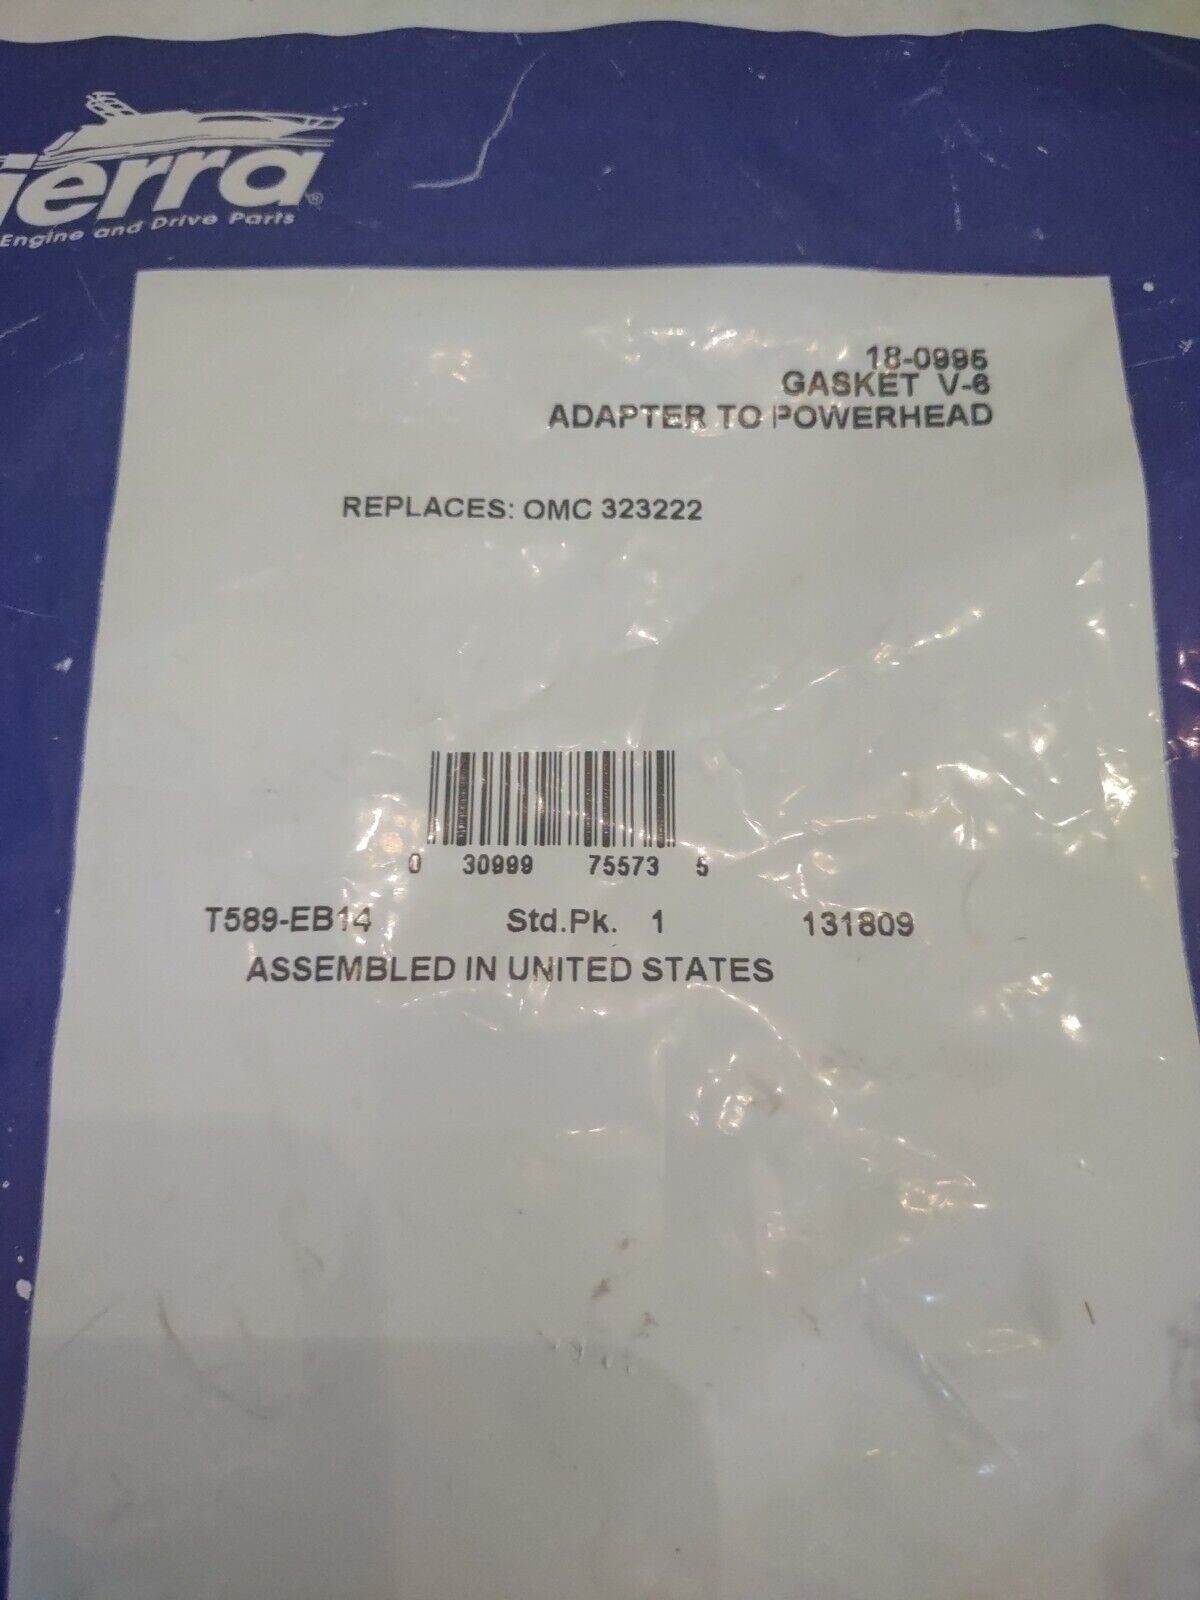 ierra®
Engine and Drive Parts
18-0995
GASKET V-6
ADAPTER TO POWERHEAD
REPLACES: OMC 323222
0 30999 75573 5
T589-EB14 Std.Pk. 1 131809
ASSEMBLED IN UNITED STATES